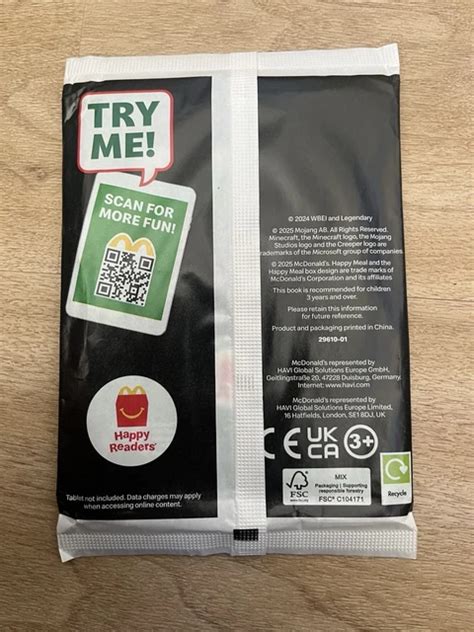 TRY
ME!
SCAN FOR
MORE FUN!
Happy
Readers
Tablet not included. Data charges may apply
when accessing online content.
© 2024 WBEI and Legendary
© 2025 Mojang AB. All Rights Reserved.
Minecraft, the Minecraft logo, the Mojang
Studios logo and the Creeper logo are
trademarks of the Microsoft group of companies.
© 2025 McDonald's. Happy Meal and the
Happy Meal box design are trade marks of
McDonald's Corporation and its affiliates
This book is recommended for children
3 years and over.
Please retain this information
for future reference.
Product and packaging printed in China.
29610-01
McDonald's represented by
HAVI Global Solutions Europe GmbH,
Geitlingstraße 20, 47228 Duisburg, Germany
Internet: www.havi.com
McDonald's represented by
HAVI Global Solutions Europe Limited,
16 Hatfields, London, SE1 8DJ, UK
CE UK
CA 3+
FSC
MIX
Packaging | Supporting
responsible forestry
FSC® C104171
Recycle